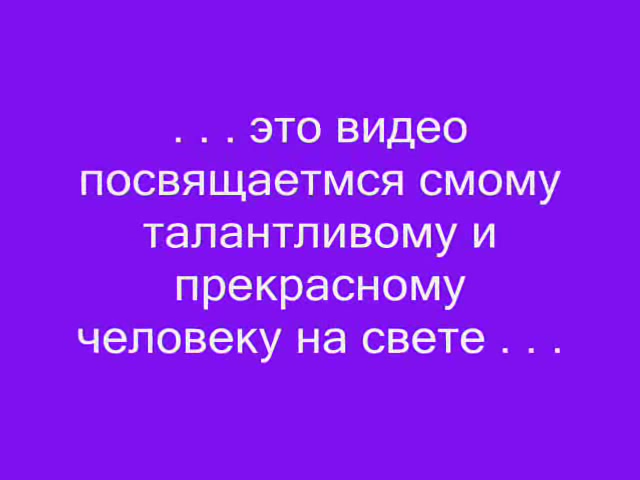 . . . это видео
посвящаетмся смому
талантливому и
прекрасному
человеку на свете . . .